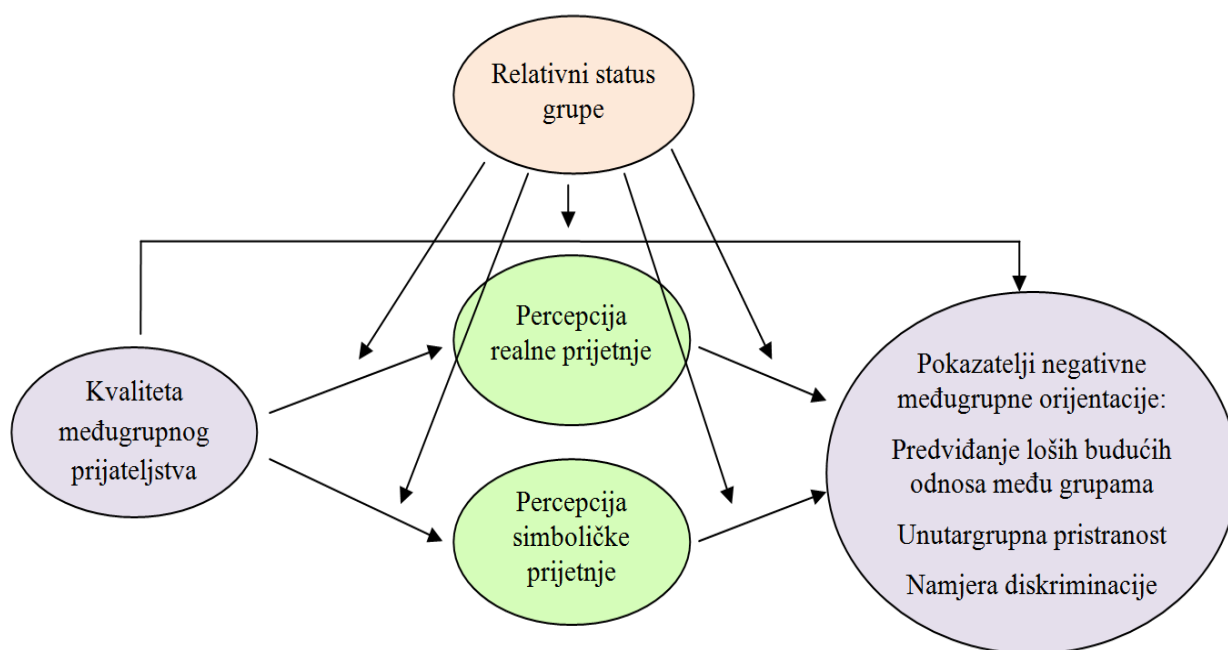 Relativni status
grupe
Percepcija
realne prijetnje
Kvaliteta
međugrupnog
prijateljstva
Percepcija
simboličke
prijetnje
Pokazatelji negativne
međugrupne orijentacije:
Predviđanje loših budućih
odnosa među grupama
Unutargrupna pristranost
Namjera diskriminacije